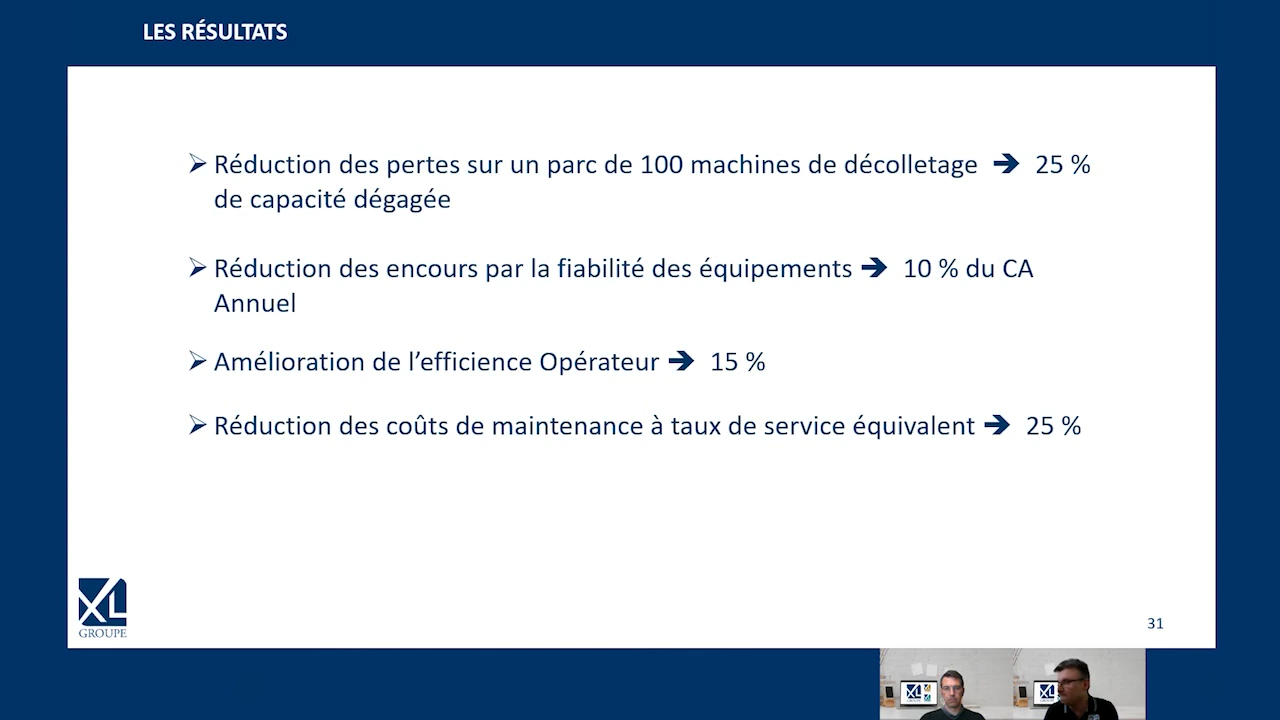 LES RÉSULTATS
Réduction des pertes sur un parc de 100 machines de décolletage ➔ 25 %
de capacité dégagée
Réduction des encours par la fiabilité des équipements ➔ 10 % du CA
Annuel
Amélioration de l’efficience Opérateur ➔ 15 %
Réduction des coûts de maintenance à taux de service équivalent ➔ 25 %
XL
GROUPE
31
XL
XL